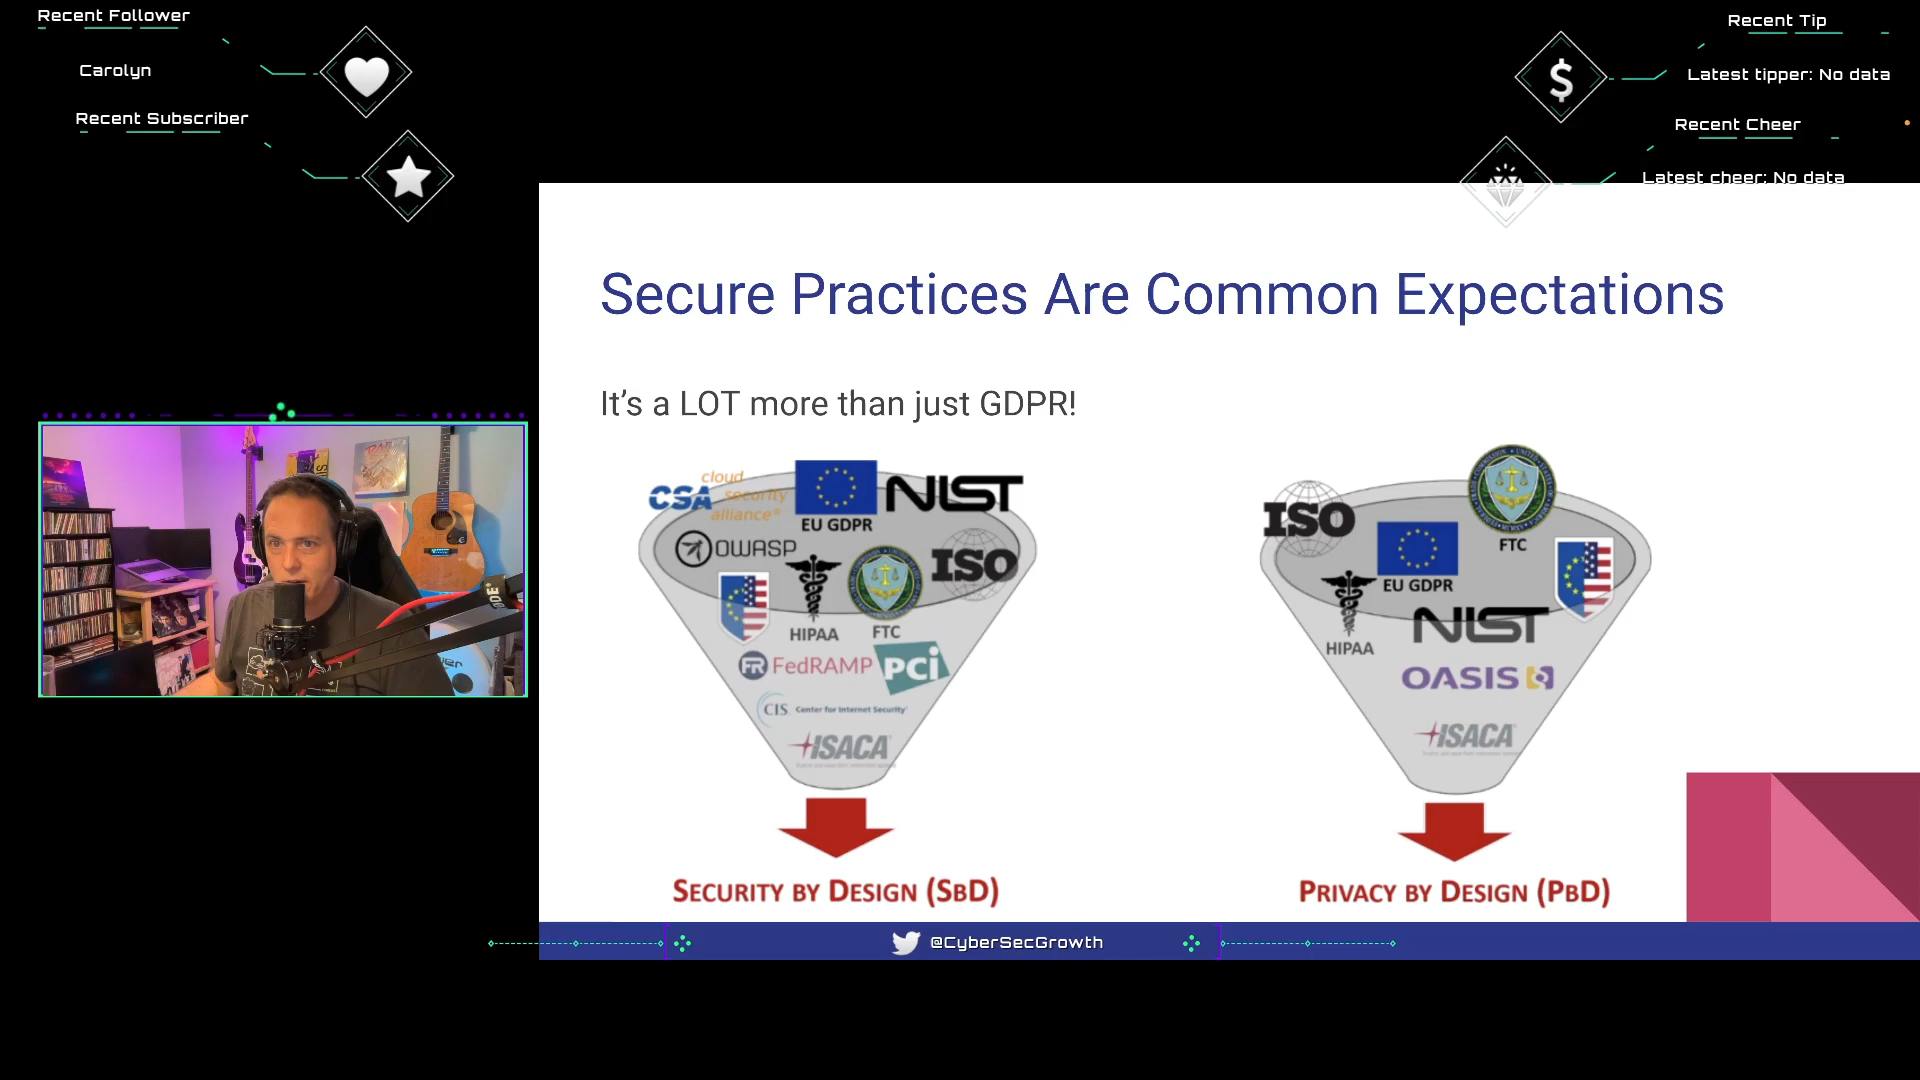 Recent Follower
Carolyn
Recent Subscriber
Recent Tip
Latest tipper: No data
Recent Cheer
Latest cheer: No data
Secure Practices Are Common Expectations
It's a LOT more than just GDPR!
CSA cloud security alliance®
EU GDPR
NIST
OWASP
ISO
HIPAA
FTC
FedRAMP
PCi
CIS. Center for Internet Security®
ISACA
SECURITY BY DESIGN (SBD)
ISO
FTC
EU GDPR
HIPAA
NIST
OASIS
ISACA
PRIVACY BY DESIGN (PBD)
@CyberSecGrowth